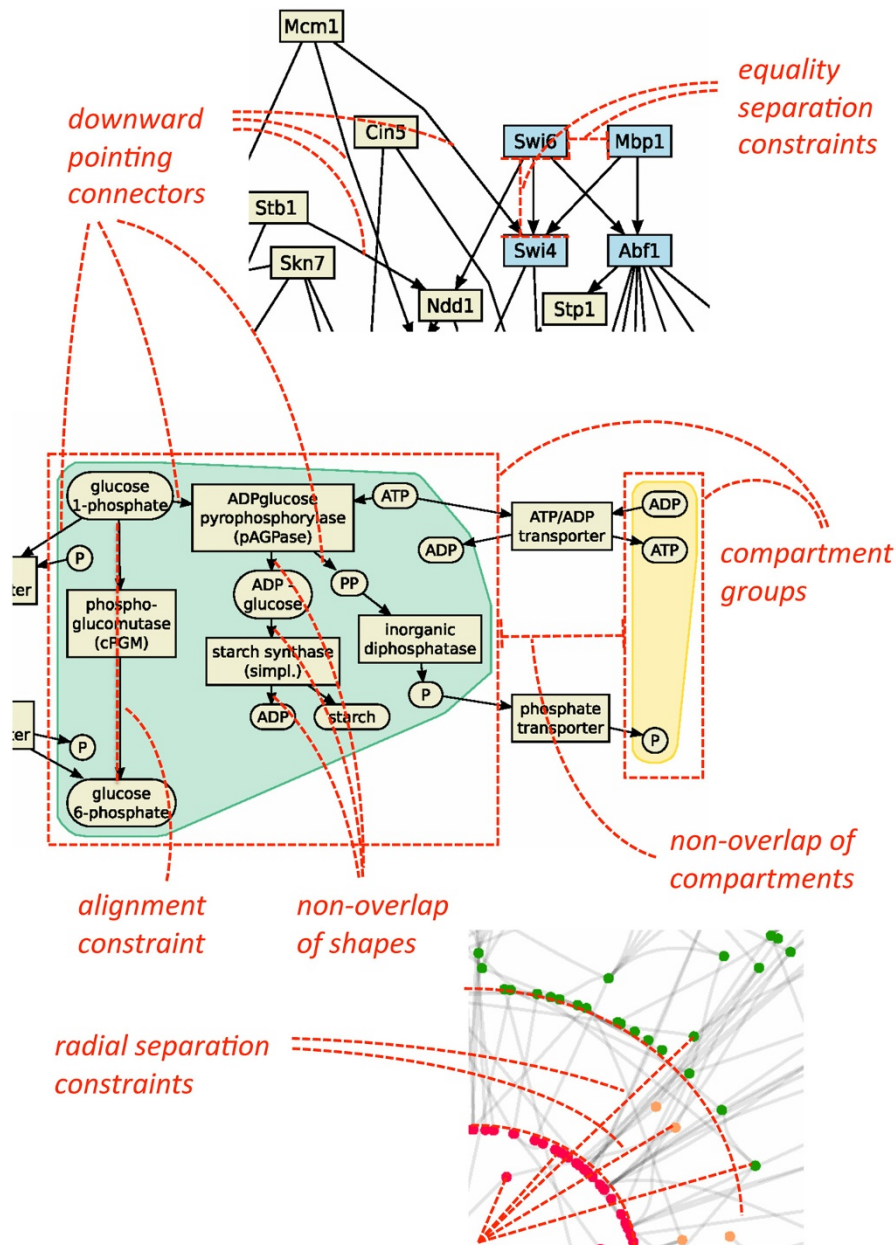 Mcm1
equality
separation
constraints
downward
pointing
connectors
Cin5
Swi6
Mbp1
Stb1
Skn7
Swi4
Abf1
Ndd1
Stp1
glucose
1-phosphate
ADPglucose
pyrophosphorylase
(pAGPase)
ATP
ATP/ADP
transporter
ADP
ADP
ATP
P
ter
ADP -
glucose
PP
compartment
groups
phospho-
glucomutase
(cPGM)
starch synthase
(simpl.)
inorganic
diphosphatase
P
ADP
starch
phosphate
transporter
P
ter
P
glucose
6-phosphate
alignment
constraint
non-overlap
of shapes
non-overlap of
compartments
radial separation
constraints